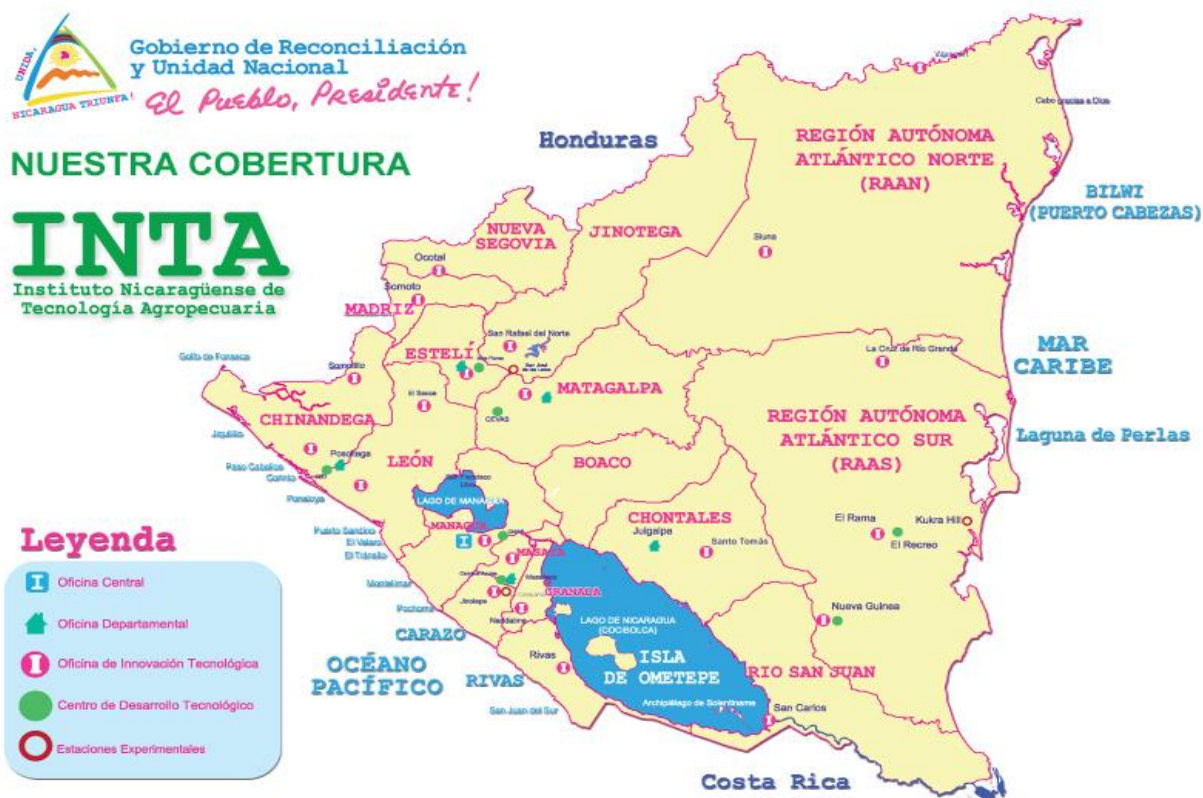 UNIDA,
NICARAGUA TRIUNFA!
Gobierno de Reconciliación
y Unidad Nacional
El Pueblo, Presidente!
NUESTRA COBERTURA
INTA
Instituto Nicaragüense de
Tecnología Agropecuaria
Honduras
Cabo gracias a Dios
REGIÓN AUTÓNOMA
ATLÁNTICO NORTE
(RAAN)
BILWI
(PUERTO CABEZAS)
NUEVA
SEGOVIA
JINOTEGA
Siuna
Ocotal
Somoto
MADRIZ
San Rafael del Norte
ESTELÍ
La Cruz de Río Grande
MAR
CARIBE
Golfo de Fonseca
Somotillo
MATAGALPA
El Sauce
CEVAS
CHINANDEGA
REGIÓN AUTÓNOMA
ATLÁNTICO SUR
(RAAS)
Laguna de Perlas
Jiquilillo
Posoltega
LEÓN
BOACO
Paso Caballos
Corinto
Poneloya
LAGO DE MANAGUA
CHONTALES
Juigalpa
Santo Tomás
El Rama
Kukra Hill
El Recreo
Puerto Sandino
El Velero
El Tránsito
MANAGUA
MASAYA
Montelimar
GRANADA
Jinotepe
Pochomil
Nandaime
CARAZO
LAGO DE NICARAGUA
(COCIBOLCA)
Nueva Guinea
OCÉANO
PACÍFICO
RIVAS
Rivas
ISLA
DE OMETEPE
RIO SAN JUAN
San Juan del Sur
Archipiélago de Solentiname
San Carlos
Costa Rica
Leyenda
Oficina Central
Oficina Departamental
Oficina de Innovación Tecnológica
Centro de Desarrollo Tecnológico
Estaciones Experimentales